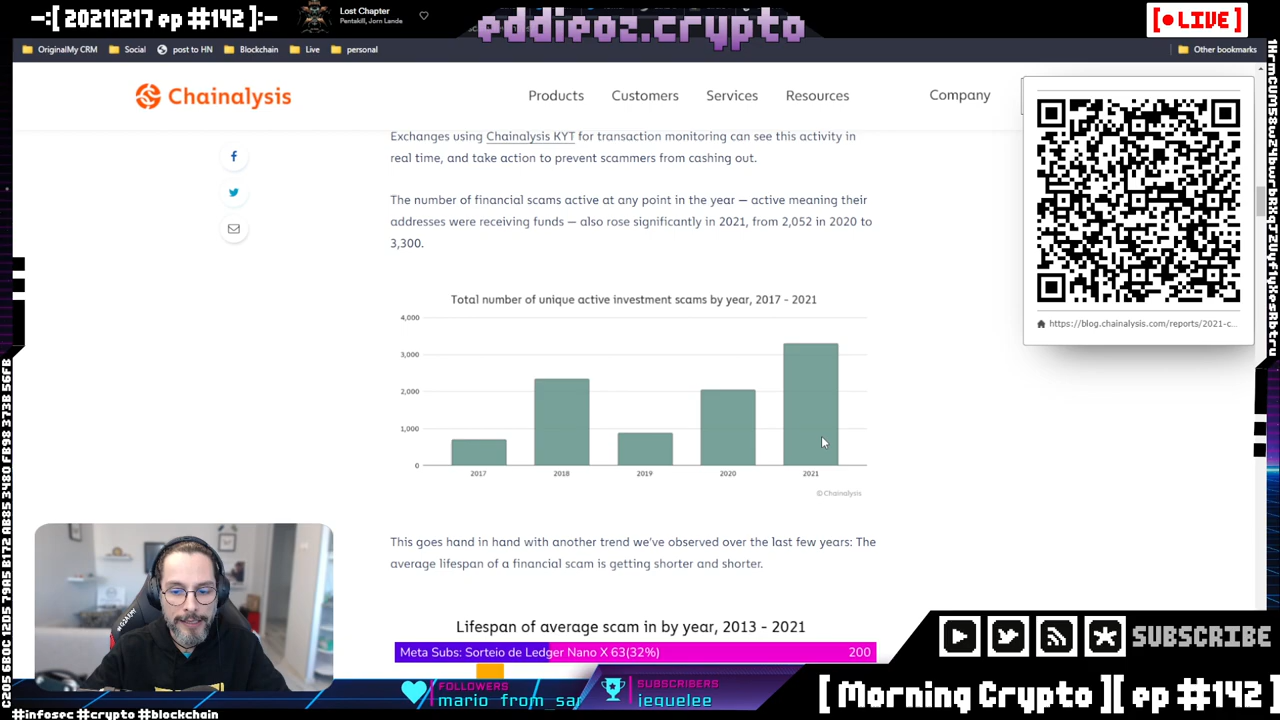 -:[ 20211217 ep #142 ]:-
Lost Chapter
Pentakill, Jorn Lande
eddieoz.crypto
[● LIVE]
OriginalMy CRM
Social
post to HN
Blockchain
Live
personal
Other bookmarks
Chainalysis
Products
Customers
Services
Resources
Company
Exchanges using Chainalysis KYT for transaction monitoring can see this activity in
real time, and take action to prevent scammers from cashing out.
The number of financial scams active at any point in the year — active meaning their
addresses were receiving funds — also rose significantly in 2021, from 2,052 in 2020 to
3,300.
https://blog.chainalysis.com/reports/2021-c...
Total number of unique active investment scams by year, 2017 - 2021
4,000
3,000
2,000
1,000
0
2017
2018
2019
2020
2021
© Chainalysis
This goes hand in hand with another trend we've observed over the last few years: The
average lifespan of a financial scam is getting shorter and shorter.
Lifespan of average scam in by year, 2013 - 2021
Meta Subs: Sorteio de Ledger Nano X 63(32%)
200
FOLLOWERS
mario_from_sa
SUBSCRIBERS
ieguelee
SUBSCRIBE
[ Morning Crypto ][ ep #142 ]
#infosec #crypto #blockchain